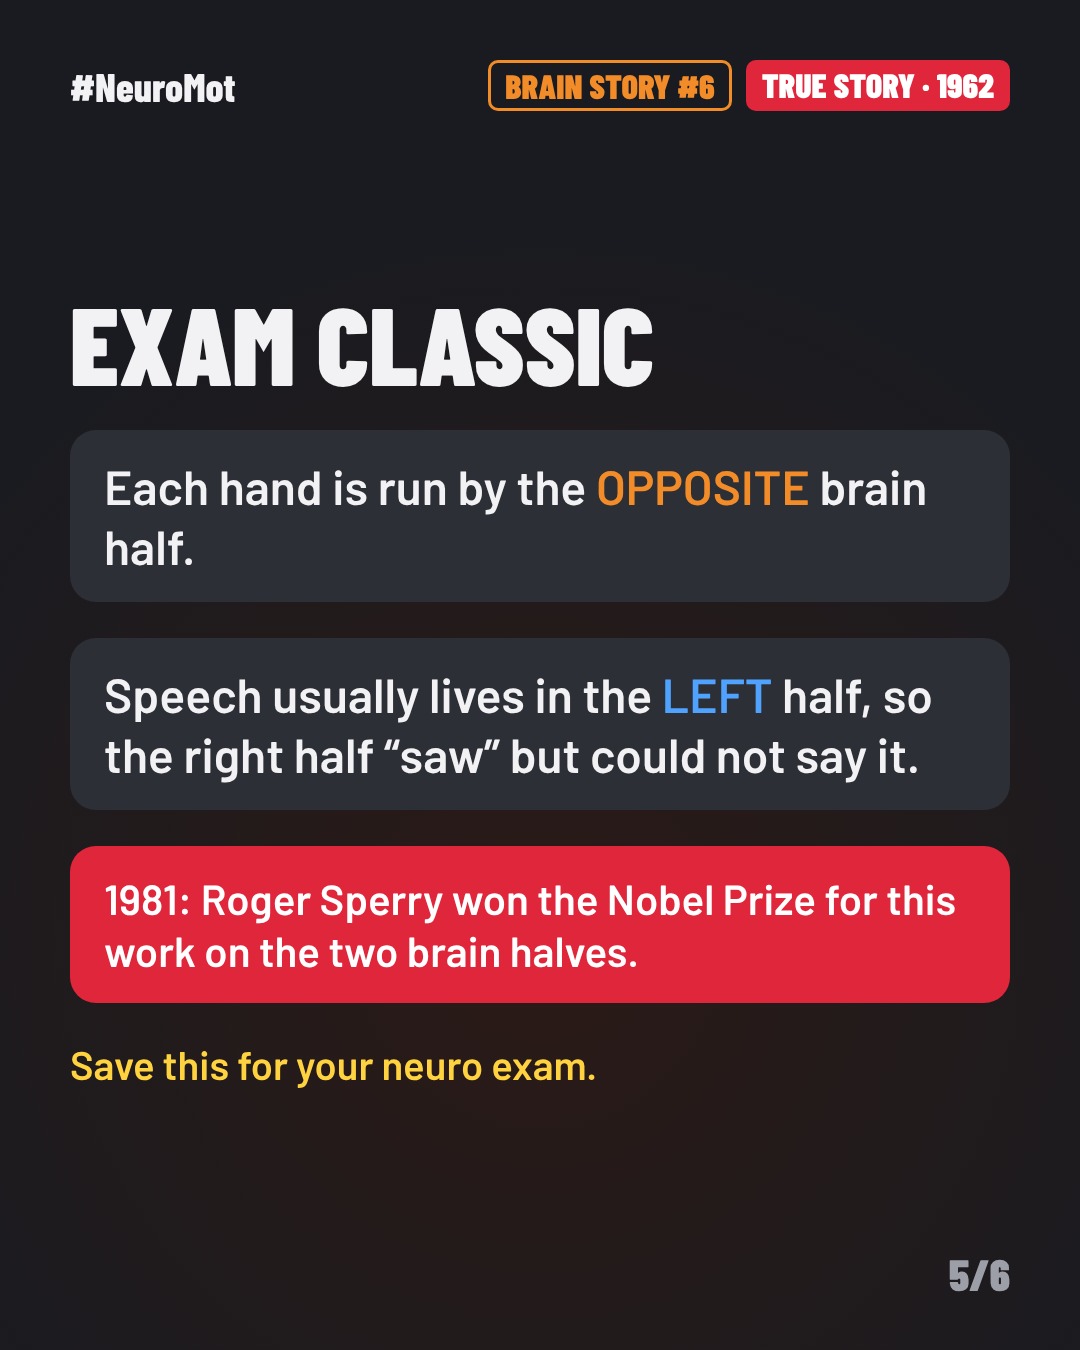 #NeuroMot
BRAIN STORY #6
TRUE STORY · 1962
EXAM CLASSIC
Each hand is run by the OPPOSITE brain
half.
Speech usually lives in the LEFT half, so
the right half “saw” but could not say it.
1981: Roger Sperry won the Nobel Prize for this
work on the two brain halves.
Save this for your neuro exam.
5/6